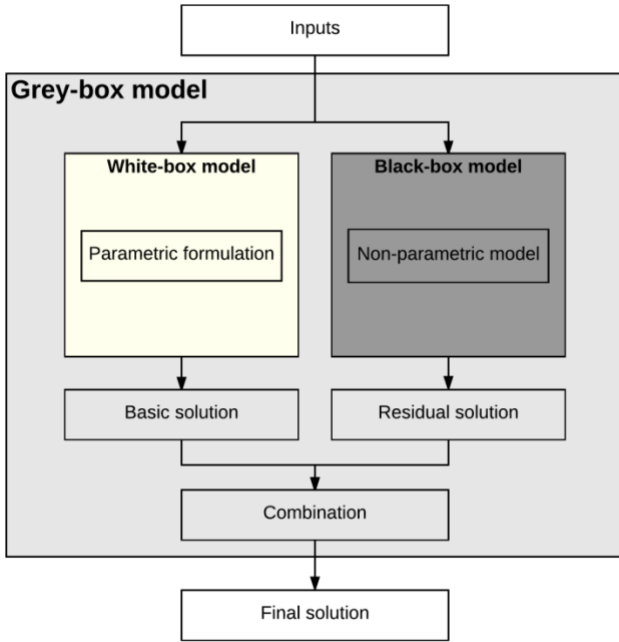 Inputs
Grey-box model
White-box model
Black-box model
Parametric formulation
Non-parametric model
Basic solution
Residual solution
Combination
Final solution